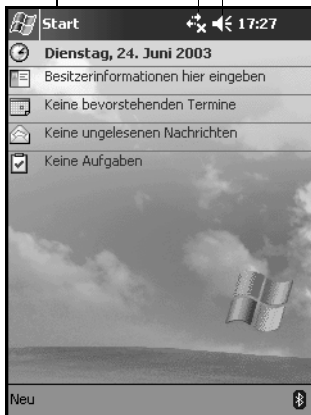 Start 17:27
Dienstag, 24. Juni 2003
Besitzerinformationen hier eingeben
Keine bevorstehenden Termine
Keine ungelesenen Nachrichten
Keine Aufgaben
Neu